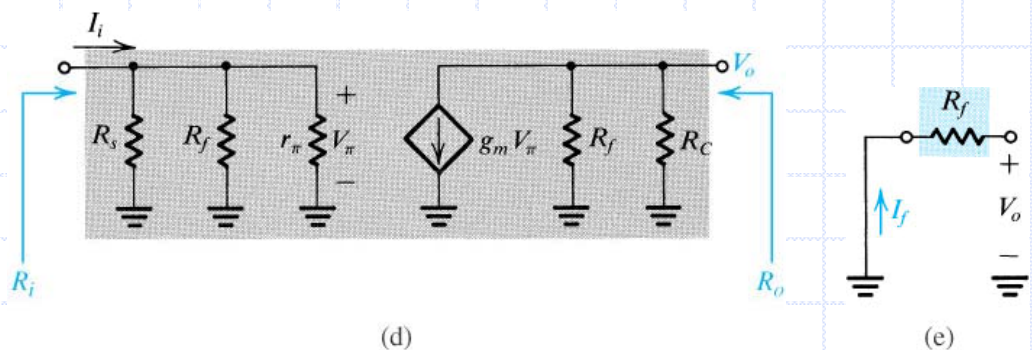 I_i
R_s R_f r_π + V_π − g_m V_π R_f R_C V_o
R_i R_o
(d)
R_f
I_f + V_o −
(e)